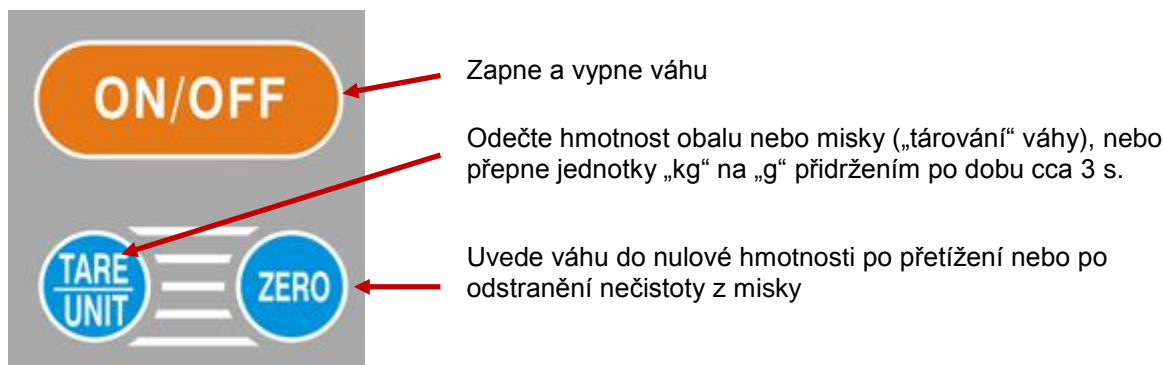 ON/OFF
Zapne a vypne váhu
Odečte hmotnost obalu nebo misky („tárování“ váhy), nebo
přepne jednotky „kg“ na „g“ přidržením po dobu cca 3 s.
TARE
UNIT
ZERO
Uvede váhu do nulové hmotnosti po přetížení nebo po
odstranění nečistoty z misky